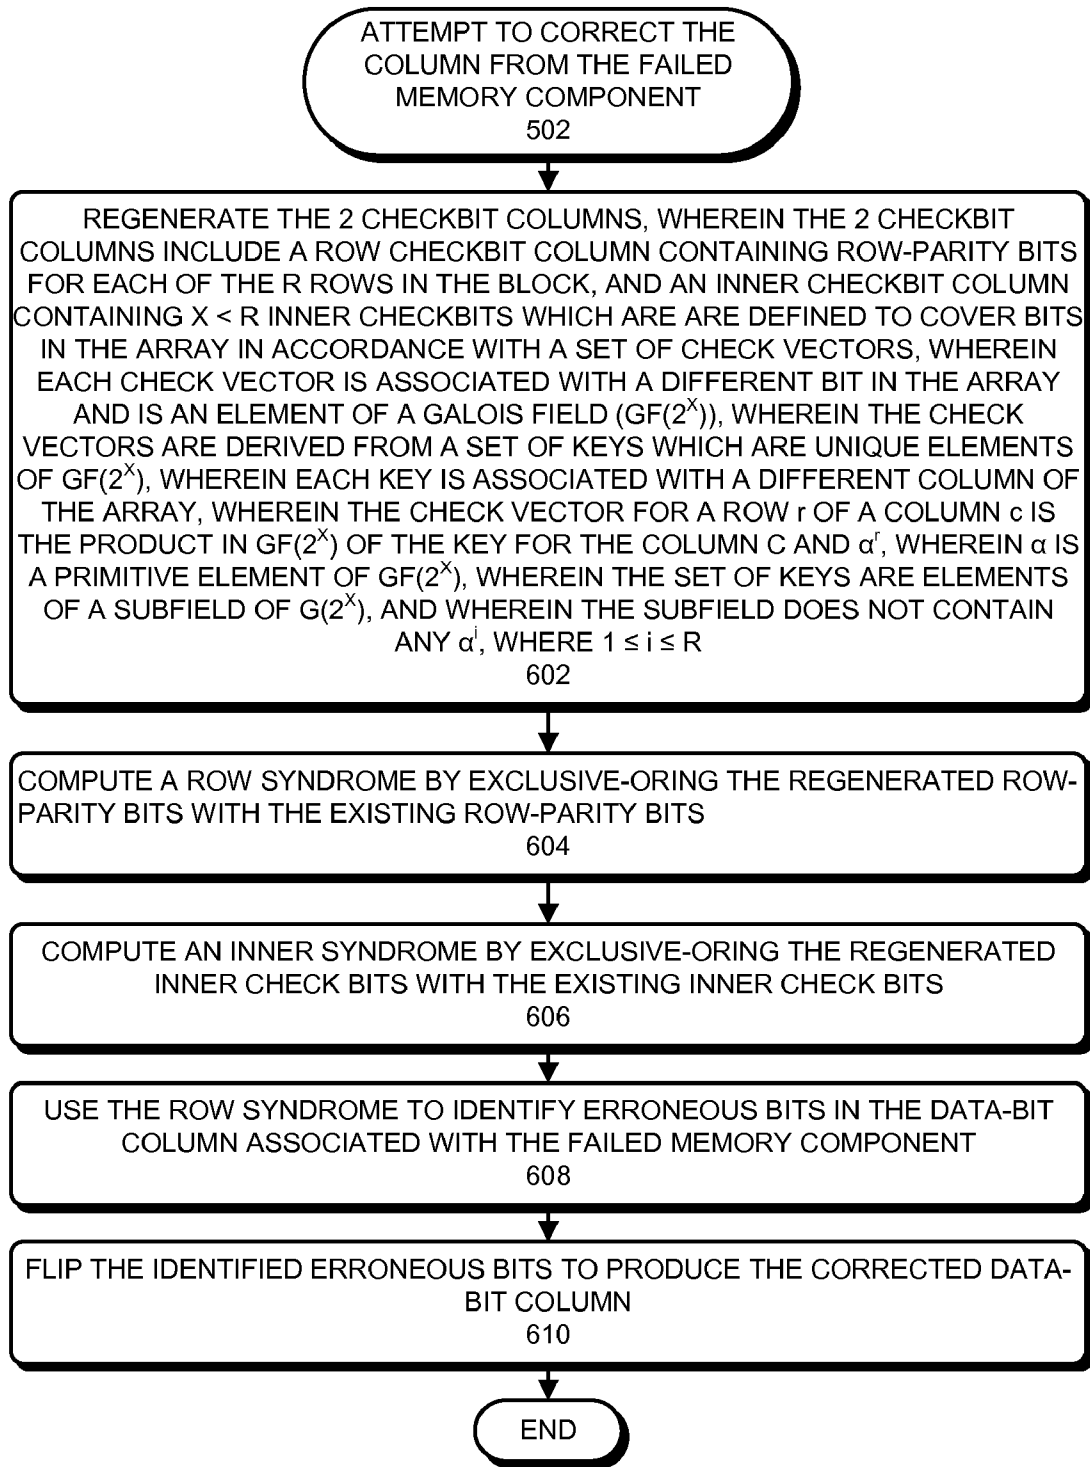 ATTEMPT TO CORRECT THE
COLUMN FROM THE FAILED
MEMORY COMPONENT
502
REGENERATE THE 2 CHECKBIT COLUMNS, WHEREIN THE 2 CHECKBIT
COLUMNS INCLUDE A ROW CHECKBIT COLUMN CONTAINING ROW-PARITY BITS
FOR EACH OF THE R ROWS IN THE BLOCK, AND AN INNER CHECKBIT COLUMN
CONTAINING X < R INNER CHECKBITS WHICH ARE ARE DEFINED TO COVER BITS
IN THE ARRAY IN ACCORDANCE WITH A SET OF CHECK VECTORS, WHEREIN
EACH CHECK VECTOR IS ASSOCIATED WITH A DIFFERENT BIT IN THE ARRAY
AND IS AN ELEMENT OF A GALOIS FIELD (GF(2^X)), WHEREIN THE CHECK
VECTORS ARE DERIVED FROM A SET OF KEYS WHICH ARE UNIQUE ELEMENTS
OF GF(2^X), WHEREIN EACH KEY IS ASSOCIATED WITH A DIFFERENT COLUMN OF
THE ARRAY, WHEREIN THE CHECK VECTOR FOR A ROW r OF A COLUMN c IS
THE PRODUCT IN GF(2^X) OF THE KEY FOR THE COLUMN C AND α^r, WHEREIN α IS
A PRIMITIVE ELEMENT OF GF(2^X), WHEREIN THE SET OF KEYS ARE ELEMENTS
OF A SUBFIELD OF G(2^X), AND WHEREIN THE SUBFIELD DOES NOT CONTAIN
ANY α^i, WHERE 1 ≤ i ≤ R
602
COMPUTE A ROW SYNDROME BY EXCLUSIVE-ORING THE REGENERATED ROW-
PARITY BITS WITH THE EXISTING ROW-PARITY BITS
604
COMPUTE AN INNER SYNDROME BY EXCLUSIVE-ORING THE REGENERATED
INNER CHECK BITS WITH THE EXISTING INNER CHECK BITS
606
USE THE ROW SYNDROME TO IDENTIFY ERRONEOUS BITS IN THE DATA-BIT
COLUMN ASSOCIATED WITH THE FAILED MEMORY COMPONENT
608
FLIP THE IDENTIFIED ERRONEOUS BITS TO PRODUCE THE CORRECTED DATA-
BIT COLUMN
610
END